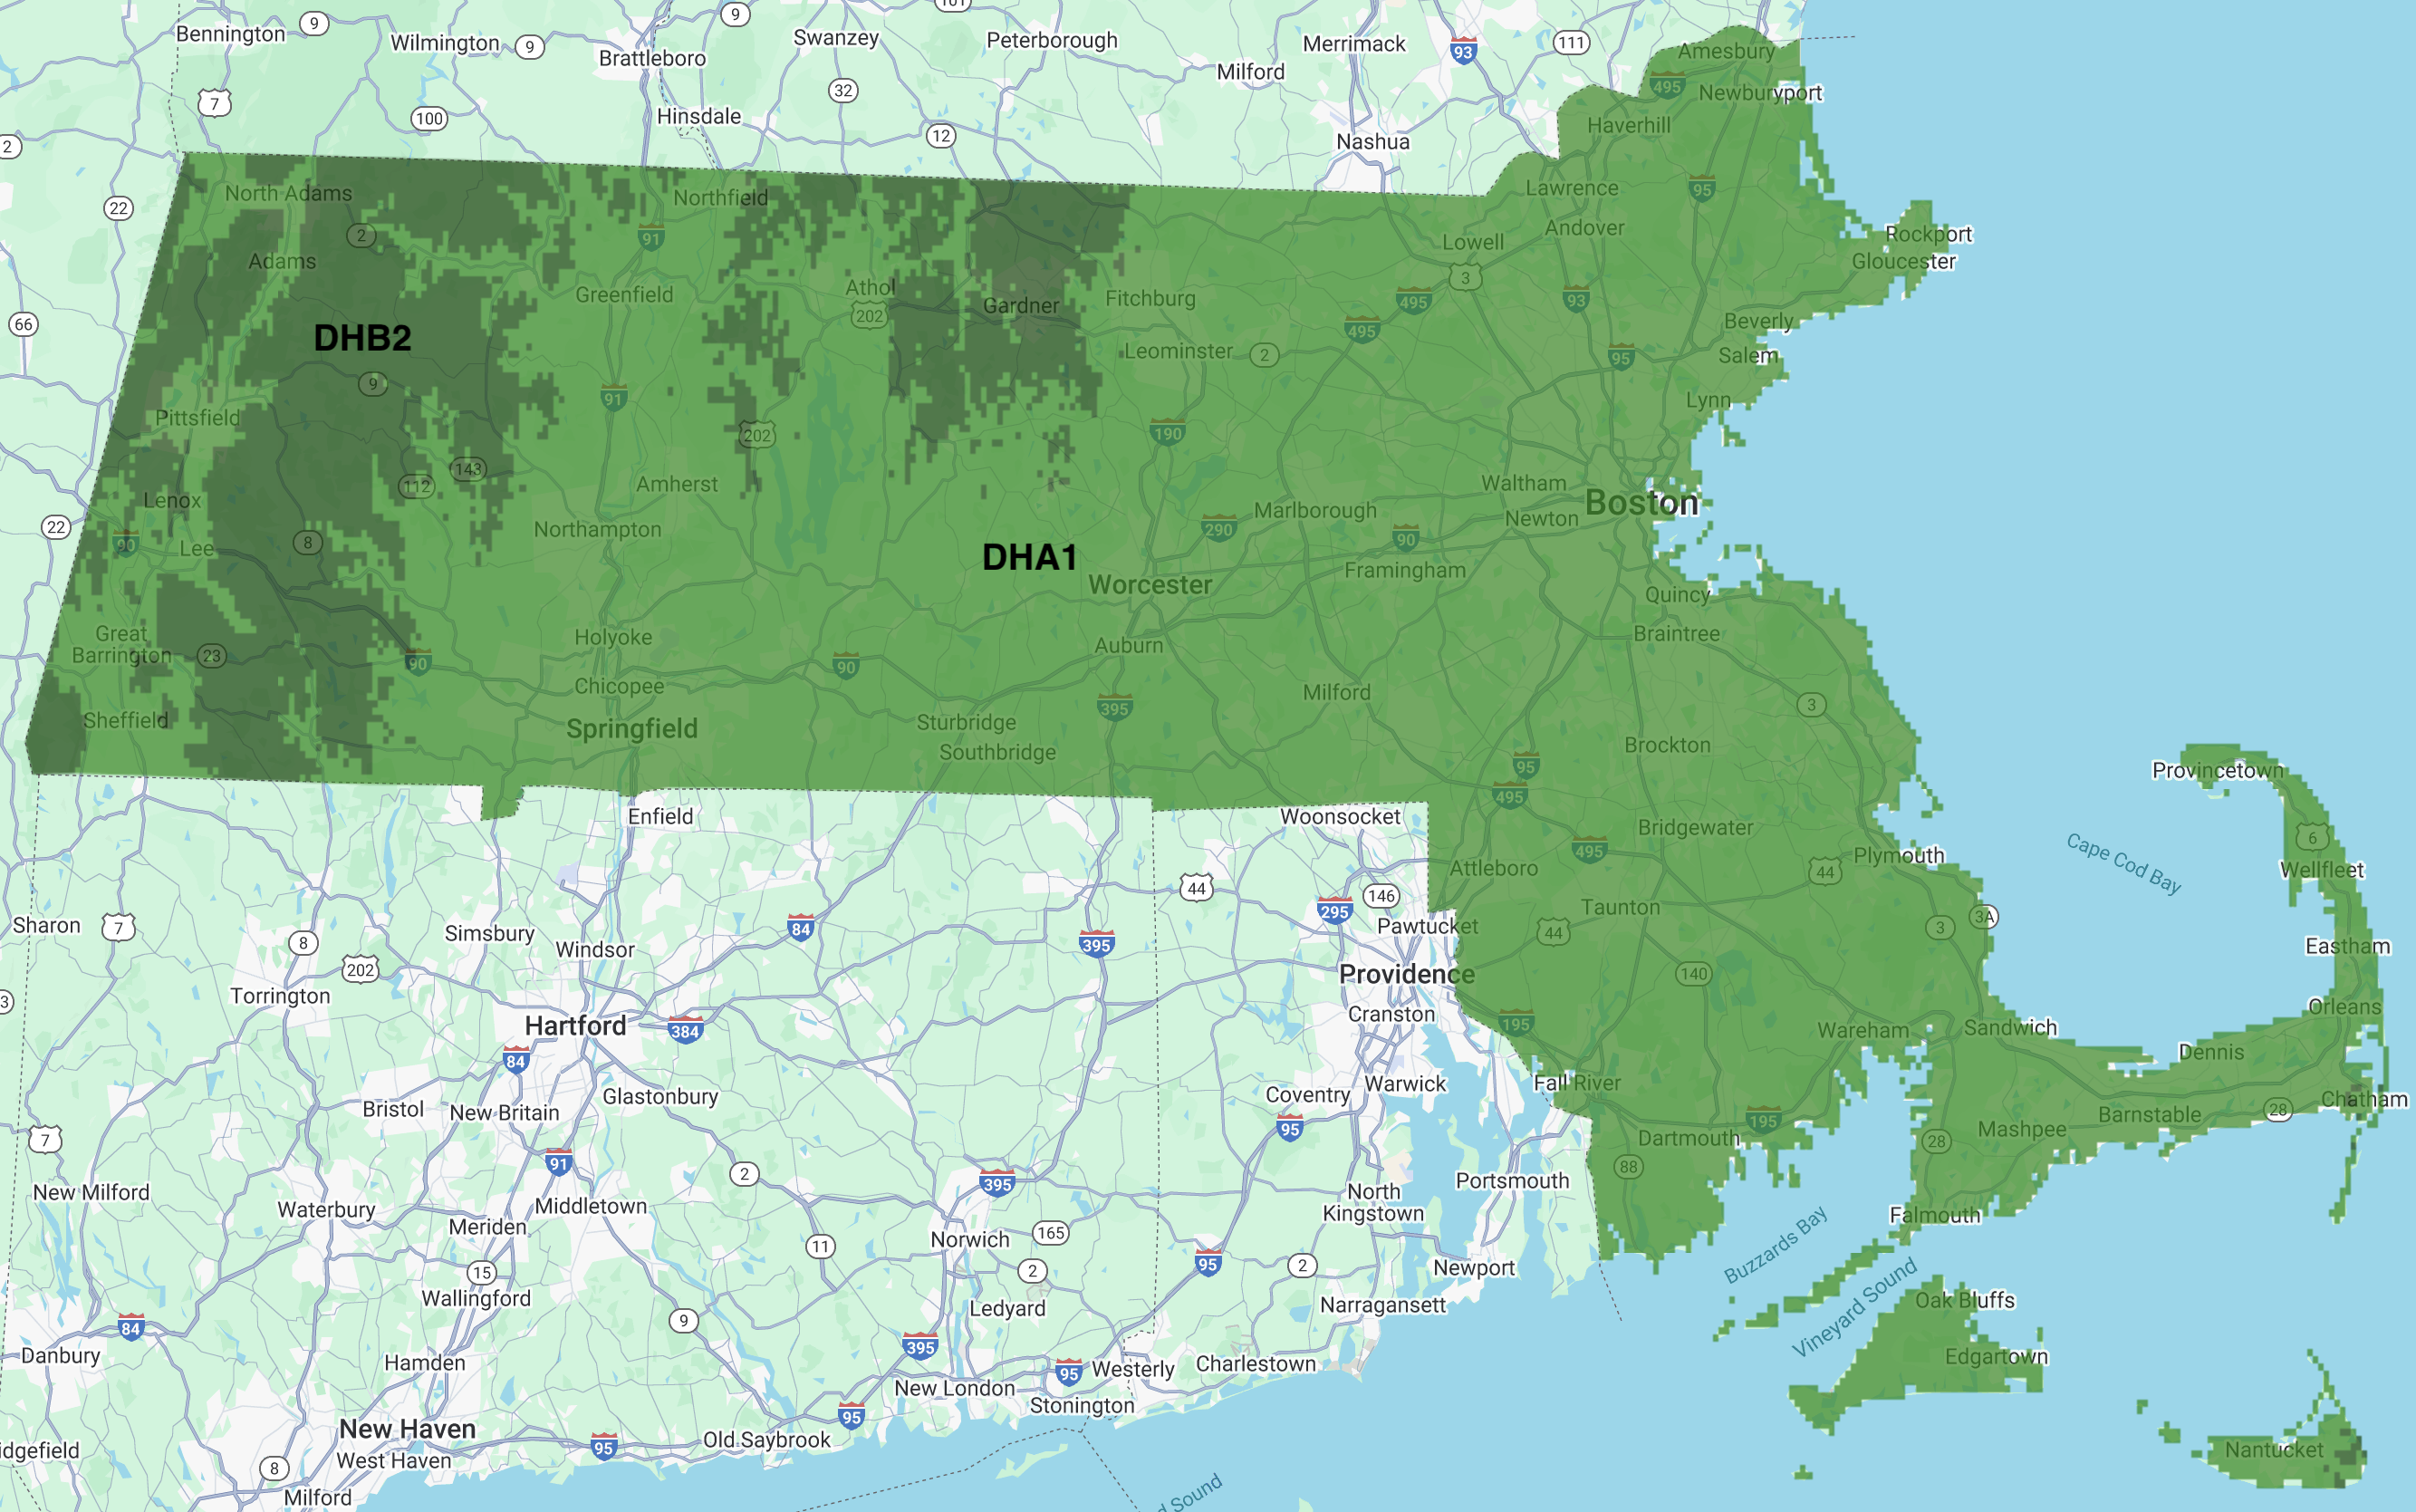 9
101
9
Bennington
9
Wilmington
Swanzey
Peterborough
Merrimack
93
111
Amesbury
Brattleboro
Milford
495
Newburyport
7
32
100
Hinsdale
12
Haverhill
2
Nashua
North Adams
Northfield
Lawrence
95
22
2
91
Lowell
Andover
Rockport
Adams
Gloucester
3
Greenfield
Athol
Gardner
Fitchburg
495
93
66
202
495
Beverly
DHB2
Leominster
2
95
Salem
9
91
Lynn
Pittsfield
202
190
143
112
Amherst
Waltham
Lenox
Boston
22
Northampton
290
Marlborough
Newton
90
8
90
Lee
DHA1
Framingham
Worcester
Quincy
Great
Barrington
23
Holyoke
Auburn
Braintree
90
90
Chicopee
Milford
395
3
Sheffield
Springfield
Sturbridge
Southbridge
Brockton
95
Provincetown
495
Enfield
Woonsocket
Bridgewater
6
495
Plymouth
Cape Cod Bay
Attleboro
44
Wellfleet
44
146
295
Taunton
3A
Sharon
7
Simsbury
84
Pawtucket
44
3
8
Windsor
395
Eastham
202
Providence
140
3
Torrington
Orleans
Hartford
384
Cranston
195
Wareham
Sandwich
84
Dennis
Glastonbury
Coventry
Warwick
Fall River
Chatham
Bristol
New Britain
95
195
Barnstable
28
7
Dartmouth
28
Mashpee
91
2
88
New Milford
395
Portsmouth
Waterbury
Middletown
North
Kingstown
Meriden
Norwich
165
Falmouth
11
Buzzards Bay
15
2
95
2
Newport
Wallingford
Ledyard
Narragansett
Vineyard Sound
Oak Bluffs
84
9
Danbury
Hamden
395
95
Westerly
Charlestown
Edgartown
New London
Stonington
New Haven
95
95
Old Saybrook
idgefield
West Haven
Nantucket
8
Milford
d Sound